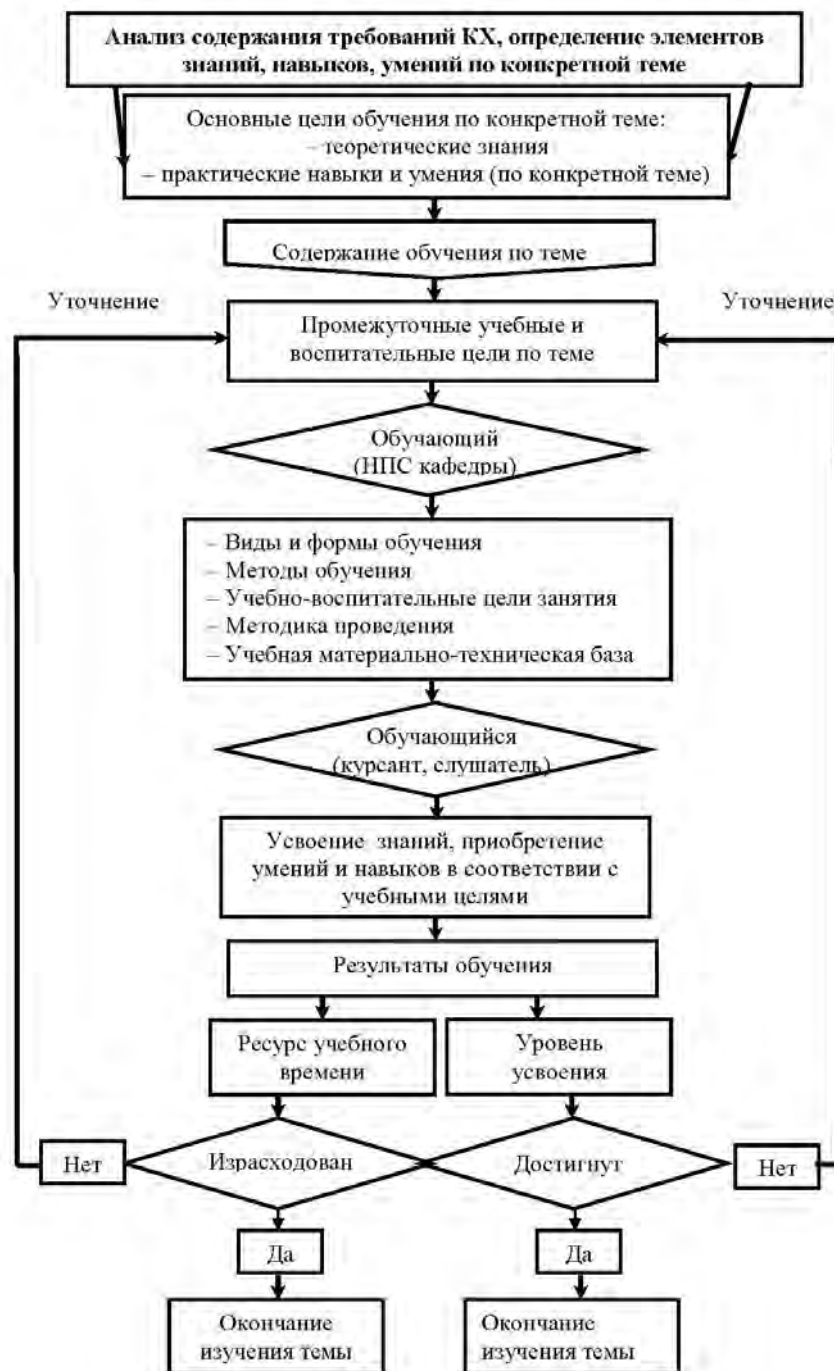 Анализ содержания требований КХ, определение элементов
знаний, навыков, умений по конкретной теме
Основные цели обучения по конкретной теме:
– теоретические знания
– практические навыки и умения (по конкретной теме)
Содержание обучения по теме
Уточнение
Уточнение
Промежуточные учебные и
воспитательные цели по теме
Обучающий
(НПС кафедры)
– Виды и формы обучения
– Методы обучения
– Учебно-воспитательные цели занятия
– Методика проведения
– Учебная материально-техническая база
Обучающийся
(курсант, слушатель)
Усвоение знаний, приобретение
умений и навыков в соответствии с
учебными целями
Результаты обучения
Ресурс учебного
времени
Уровень
усвоения
Нет
Израсходован
Достигнут
Нет
Да
Да
Окончание
изучения темы
Окончание
изучения темы